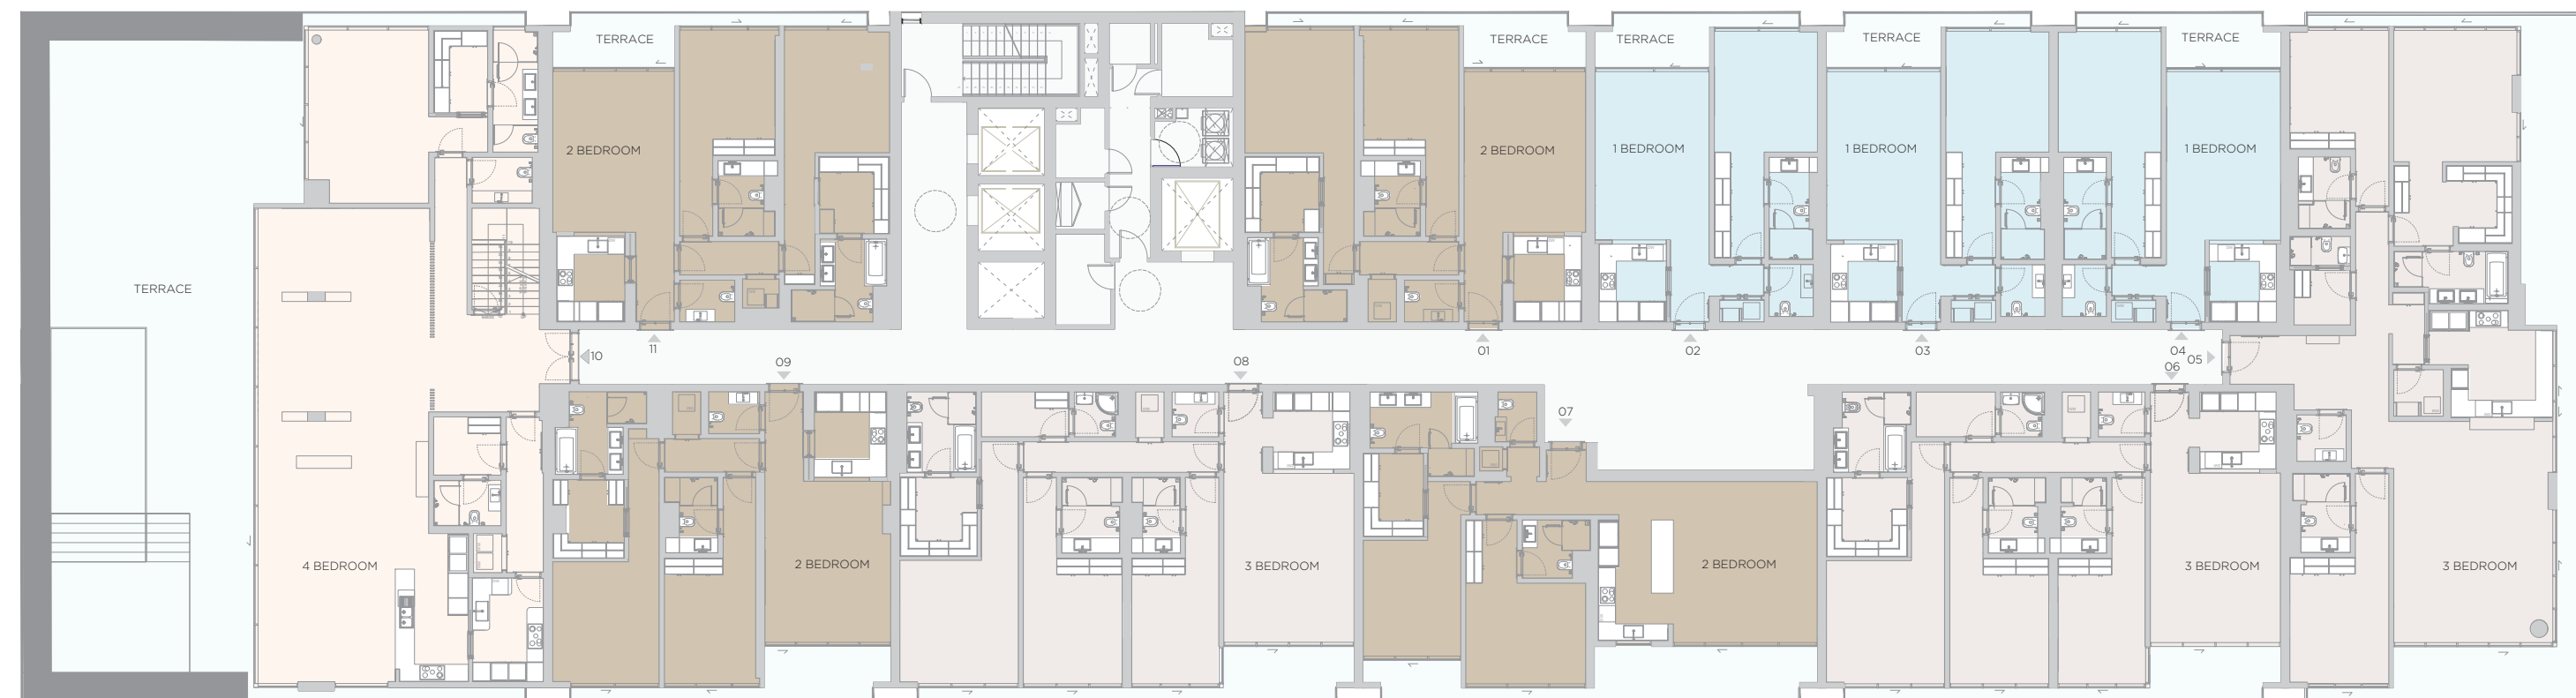 TERRACE
TERRACE
TERRACE
TERRACE
TERRACE
2 BEDROOM
2 BEDROOM
1 BEDROOM
1 BEDROOM
1 BEDROOM
TERRACE
11
10
09
08
01
02
03
04
05
06
07
4 BEDROOM
2 BEDROOM
3 BEDROOM
2 BEDROOM
3 BEDROOM
3 BEDROOM